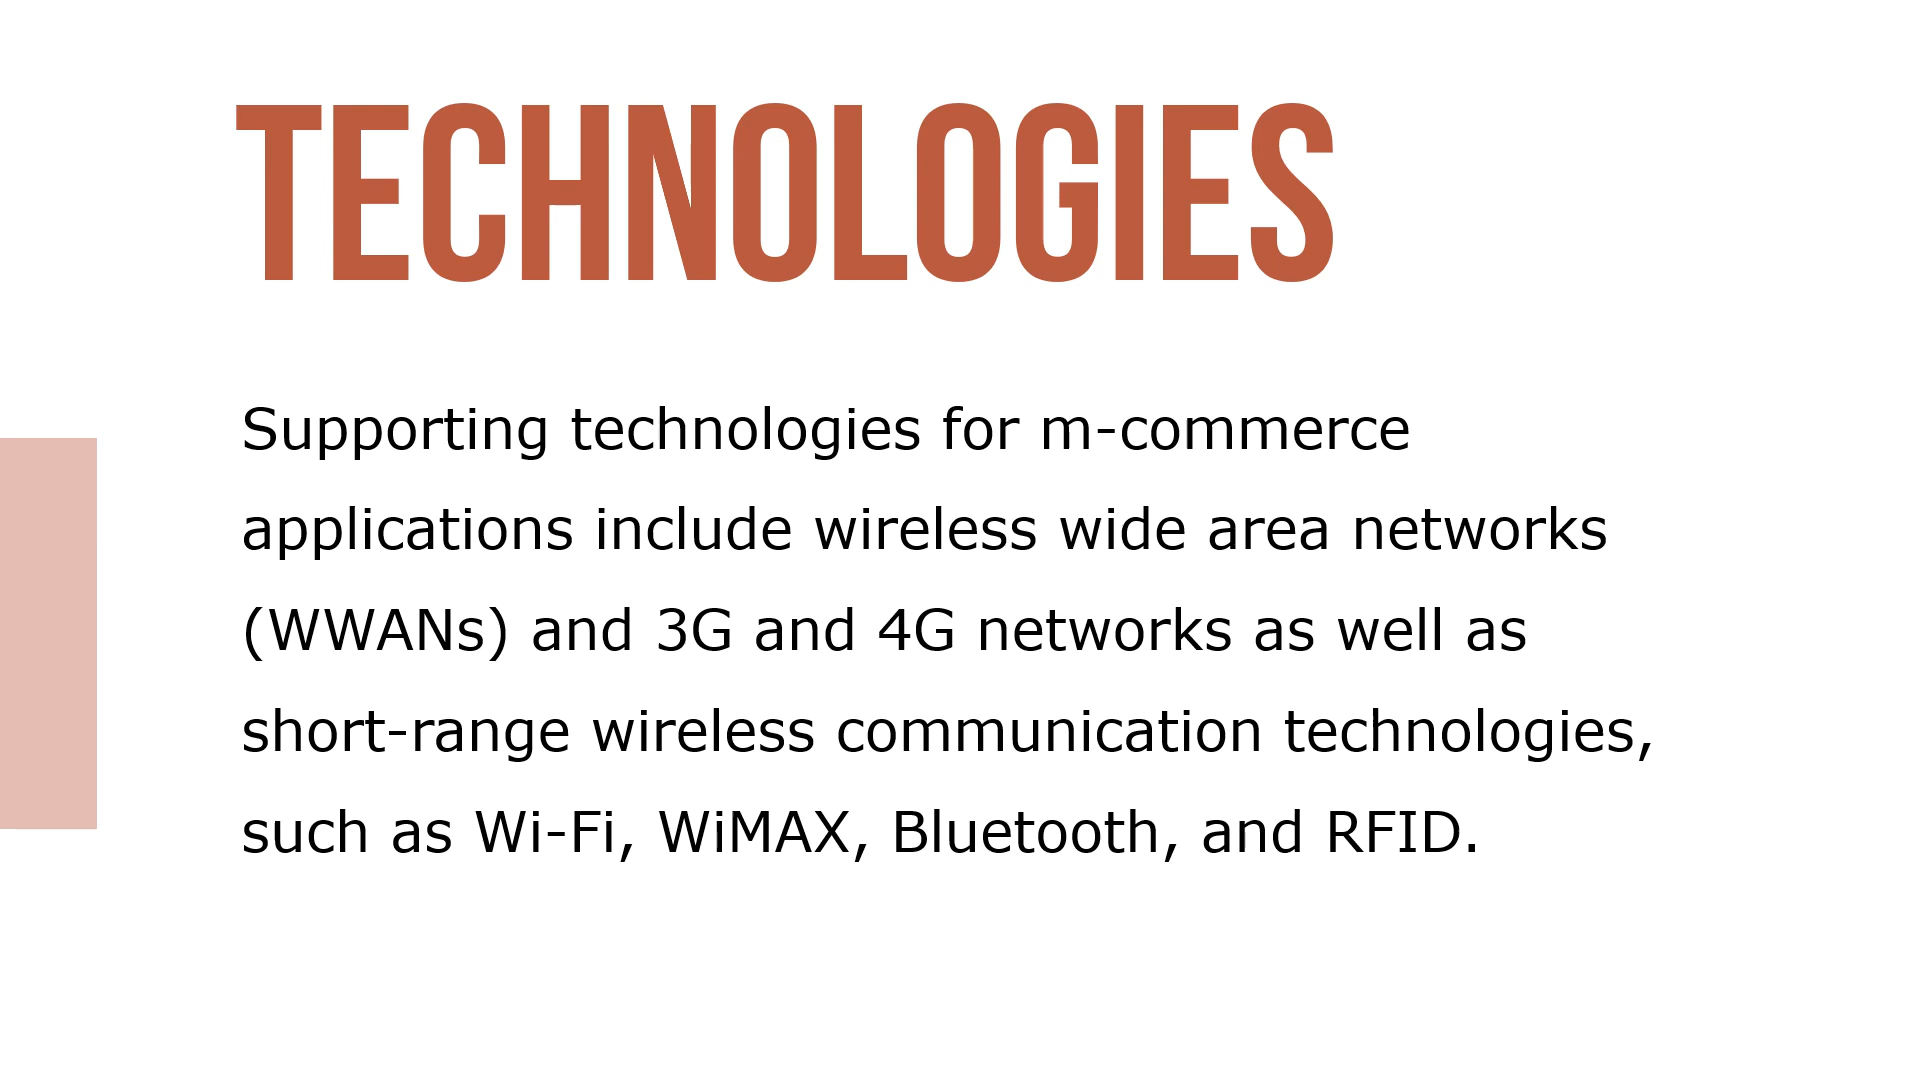 TECHNOLOGIES
Supporting technologies for m-commerce
applications include wireless wide area networks
(WWANs) and 3G and 4G networks as well as
short-range wireless communication technologies,
such as Wi-Fi, WiMAX, Bluetooth, and RFID.